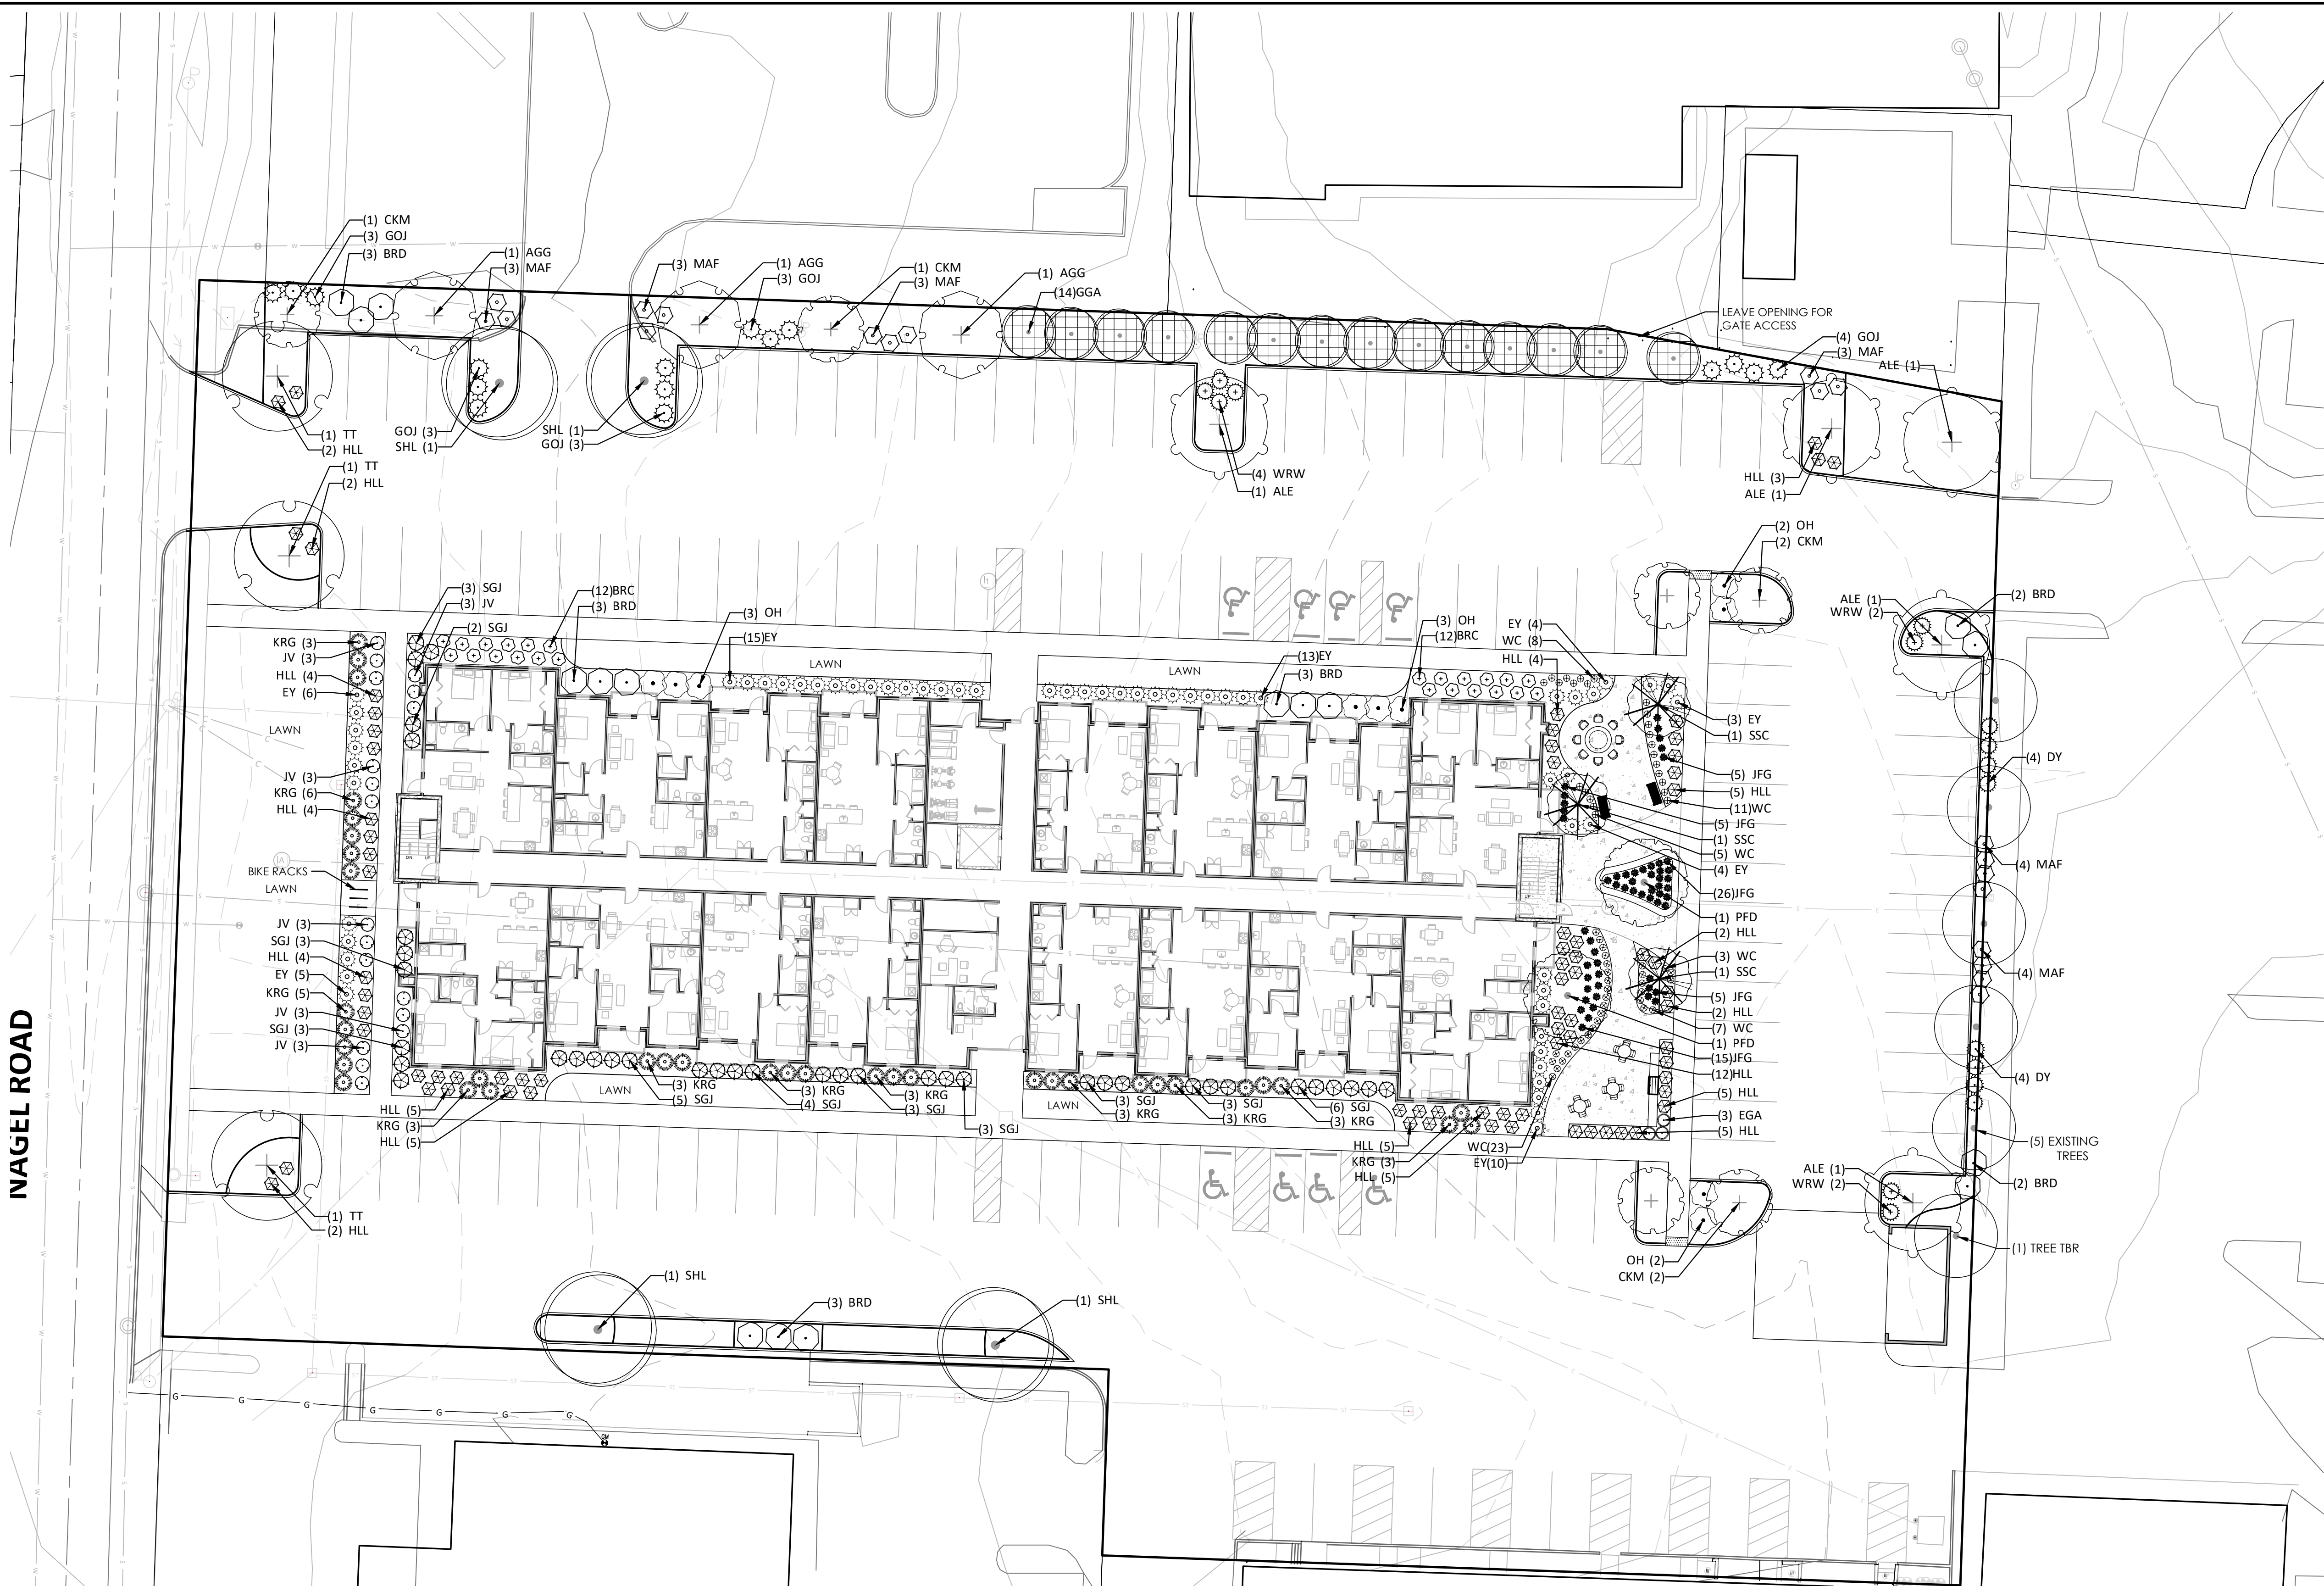 (1) CKM
(3) GOJ
(3) BRD
(1) AGG
(3) MAF
(3) MAF
(1) AGG
(3) GOJ
(1) CKM
(3) MAF
(1) AGG
(14)GGA
LEAVE OPENING FOR
GATE ACCESS
(4) GOJ
(3) MAF
ALE (1)
(1) TT
(2) HLL
GOJ (3)
SHL (1)
SHL (1)
GOJ (3)
(4) WRW
(1) ALE
HLL (3)
ALE (1)
(1) TT
(2) HLL
(2) OH
(2) CKM
(3) SGJ
(3) JV
(2) SGJ
(12)BRC
(3) BRD
(3) OH
(15)EY
LAWN
LAWN
(13)EY
(3) BRD
(3) OH
(12)BRC
EY (4)
WC (8)
HLL (4)
ALE (1)
WRW (2)
(2) BRD
KRG (3)
JV (3)
HLL (4)
EY (6)
LAWN
JV (3)
KRG (6)
HLL (4)
BIKE RACKS
LAWN
JV (3)
SGJ (3)
HLL (4)
EY (5)
KRG (5)
JV (3)
SGJ (3)
JV (3)
DN
UP
(3) EY
(1) SSC
(5) JFG
(5) HLL
(11)WC
(5) JFG
(1) SSC
(5) WC
(4) EY
(26)JFG
(1) PFD
(2) HLL
(3) WC
(1) SSC
(5) JFG
(2) HLL
(7) WC
(1) PFD
(15)JFG
(12)HLL
(5) HLL
(3) EGA
(5) HLL
(4) DY
(4) MAF
(4) MAF
(4) DY
(5) EXISTING
TREES
(2) BRD
(1) TREE TBR
ALE (1)
WRW (2)
NAGEL ROAD
HLL (5)
KRG (3)
HLL (5)
LAWN
(3) KRG
(5) SGJ
(3) KRG
(4) SGJ
(3) KRG
(3) SGJ
(3) SGJ
LAWN
(3) SGJ
(3) KRG
(3) SGJ
(3) KRG
(6) SGJ
(3) KRG
HLL (5)
KRG (3)
HLL (5)
WC(23)
EY(10)
(1) TT
(2) HLL
OH (2)
CKM (2)
(1) SHL
(3) BRD
(1) SHL
G G G G G G G
GM